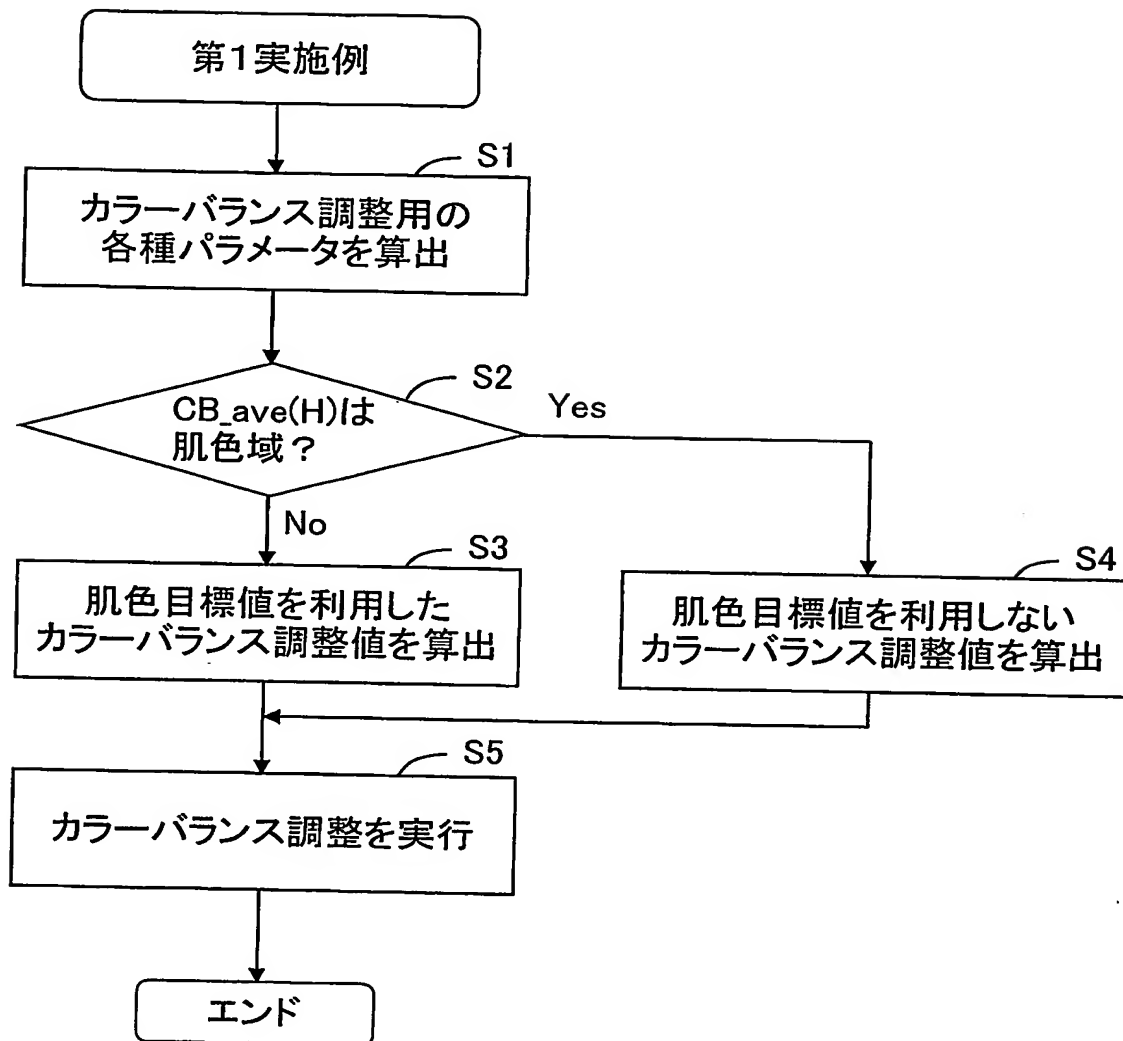 第1実施例
S1
カラーバランス調整用の
各種パラメータを算出
S2
CB_ave(H)は
肌色域？
Yes
No
S3
肌色目標値を利用した
カラーバランス調整値を算出
S4
肌色目標値を利用しない
カラーバランス調整値を算出
S5
カラーバランス調整を実行
エンド